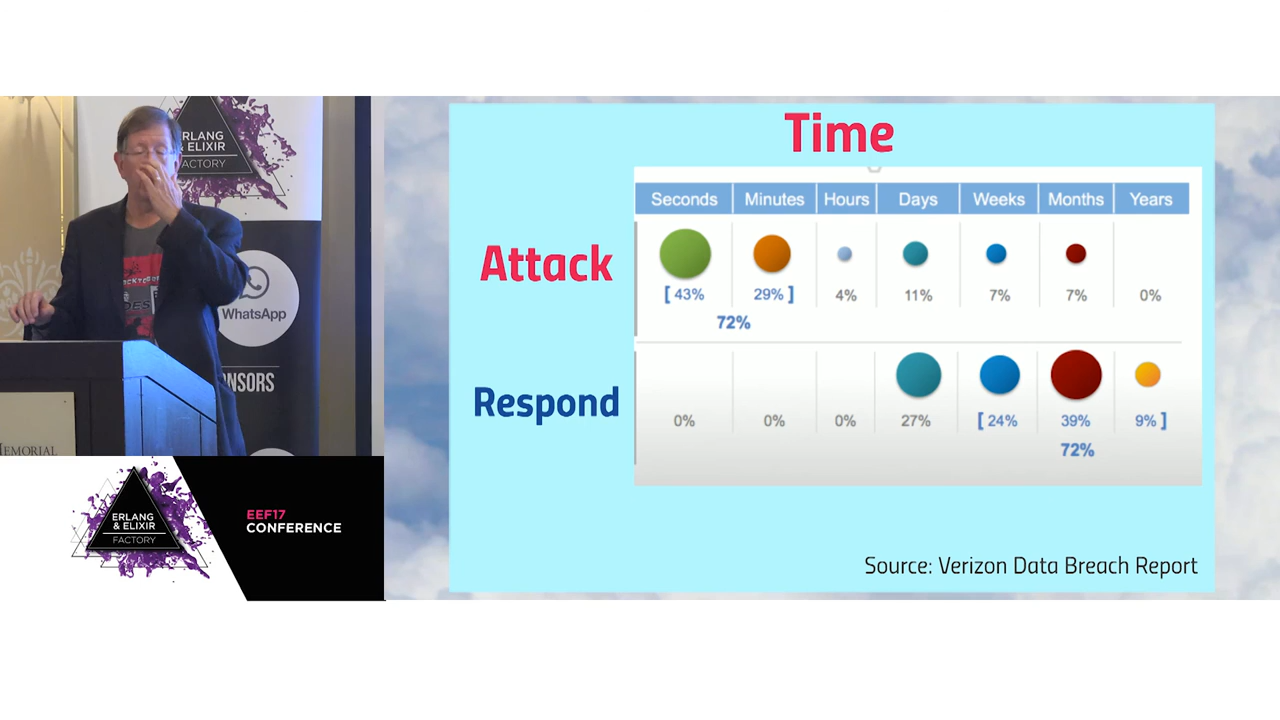 ERLANG
& ELIXIR
FACTORY
WhatsApp
NSORS
MEMORIAL
ERLANG
& ELIXIR
FACTORY
EEF17
CONFERENCE
Time
Seconds Minutes Hours Days Weeks Months Years
Attack
[ 43% 29% ] 4% 11% 7% 7% 0%
72%
Respond
0% 0% 0% 27% [ 24% 39% 9% ]
72%
Source: Verizon Data Breach Report